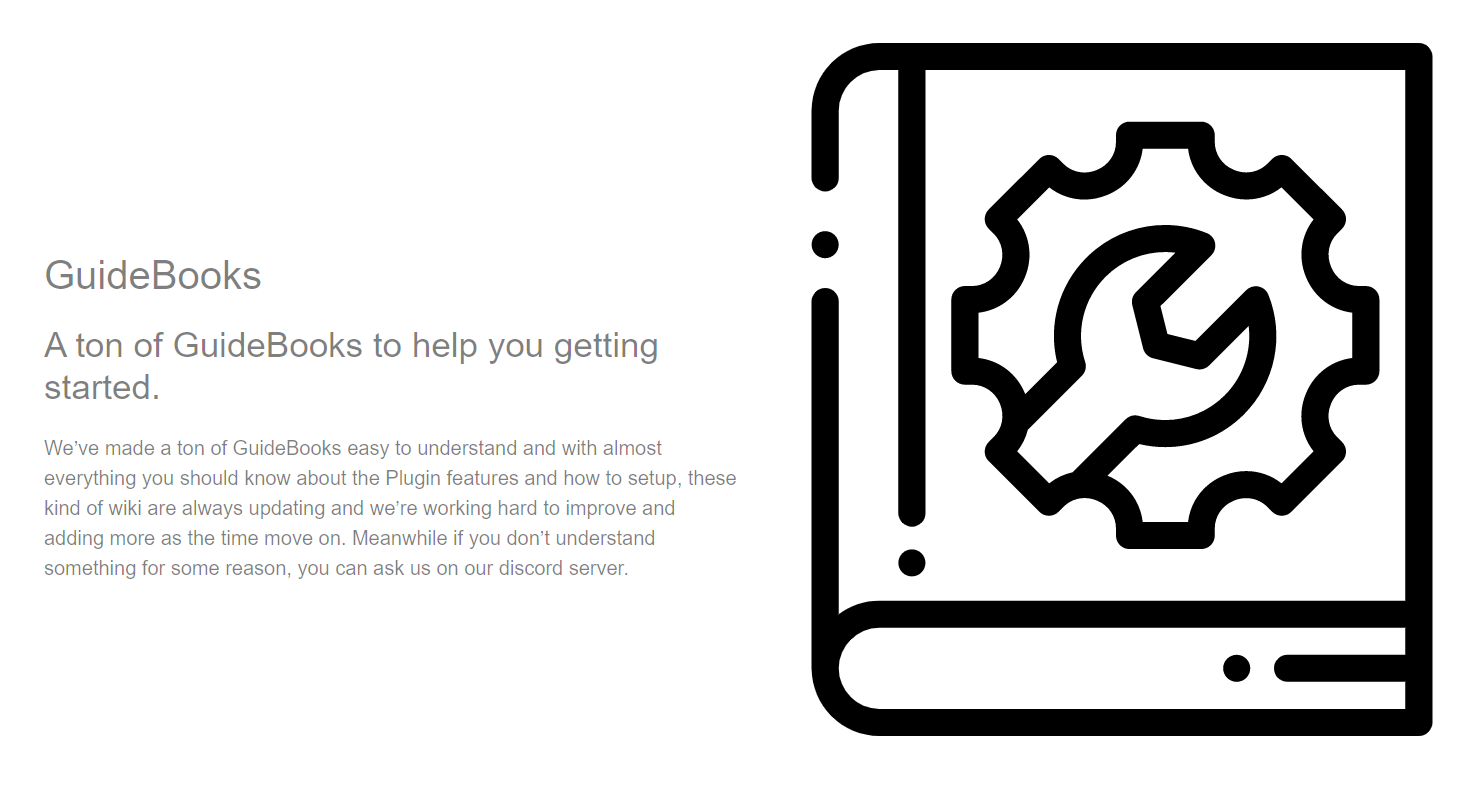 GuideBooks
A ton of GuideBooks to help you getting
started.
We’ve made a ton of GuideBooks easy to understand and with almost
everything you should know about the Plugin features and how to setup, these
kind of wiki are always updating and we’re working hard to improve and
adding more as the time move on. Meanwhile if you don’t understand
something for some reason, you can ask us on our discord server.